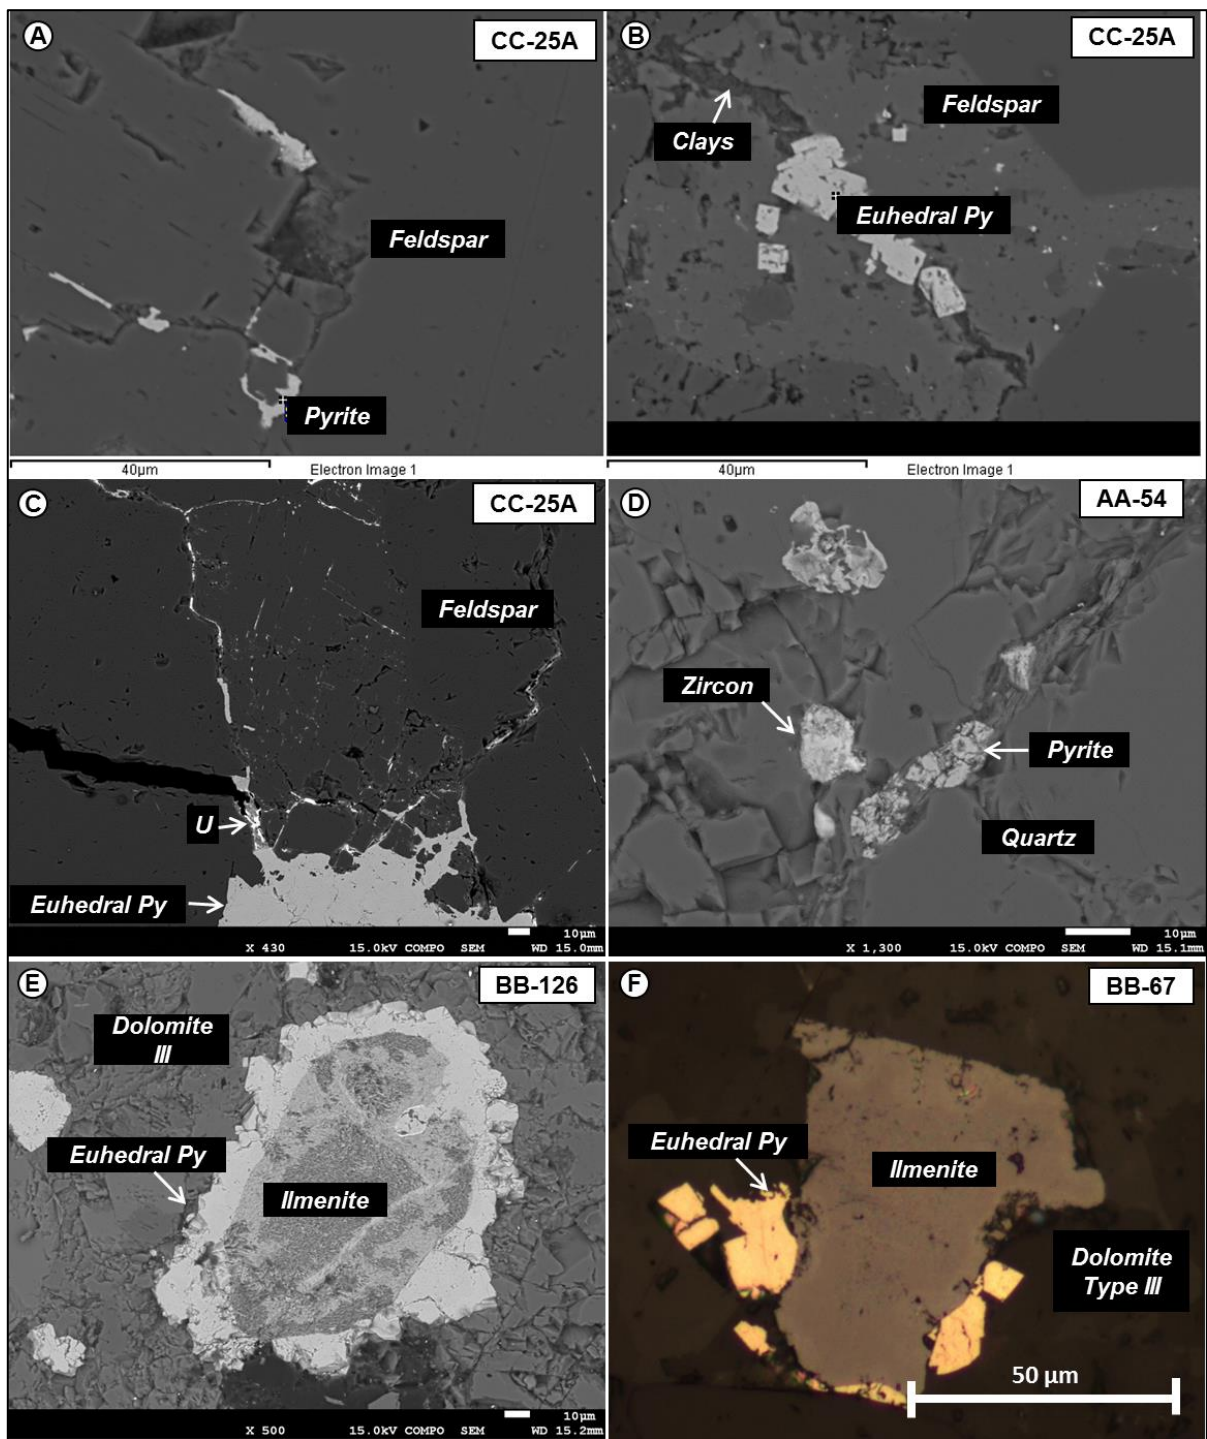 A
CC-25A
Feldspar
Pyrite
40µm
Electron Image 1
B
CC-25A
Feldspar
Clays
Euhedral Py
40µm
Electron Image 1
C
CC-25A
Feldspar
U
Euhedral Py
10µm
X 430 15.0kV COMPO SEM WD 15.0mm
D
AA-54
Zircon
Pyrite
Quartz
10µm
X 1,300 15.0kV COMPO SEM WD 15.1mm
E
BB-126
Dolomite
III
Euhedral Py
Ilmenite
10µm
X 500 15.0kV COMPO SEM WD 15.2mm
F
BB-67
Euhedral Py
Ilmenite
Dolomite
Type III
50 µm